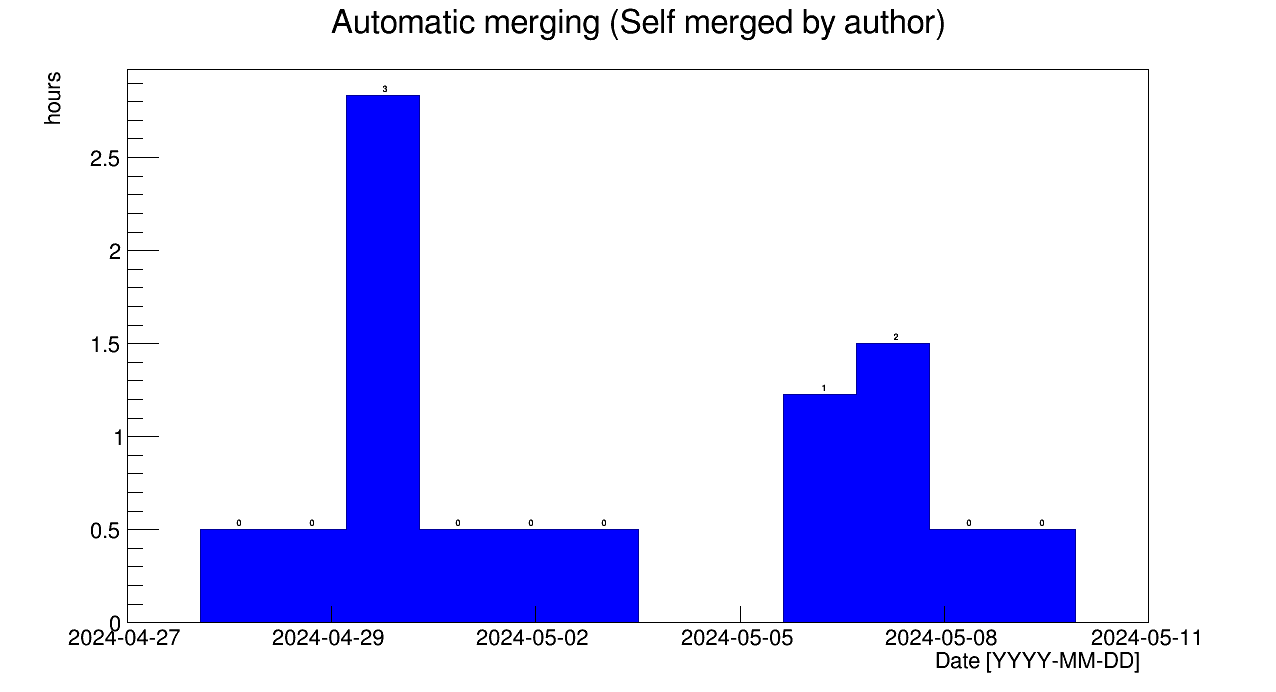 Automatic merging (Self merged by author)
hours
3
2.5
2
2
1.5
1
1
0 0 0 0 0 0 0
0.5
0
2024-04-27 2024-04-29 2024-05-02 2024-05-05 2024-05-08 2024-05-11
Date [YYYY-MM-DD]